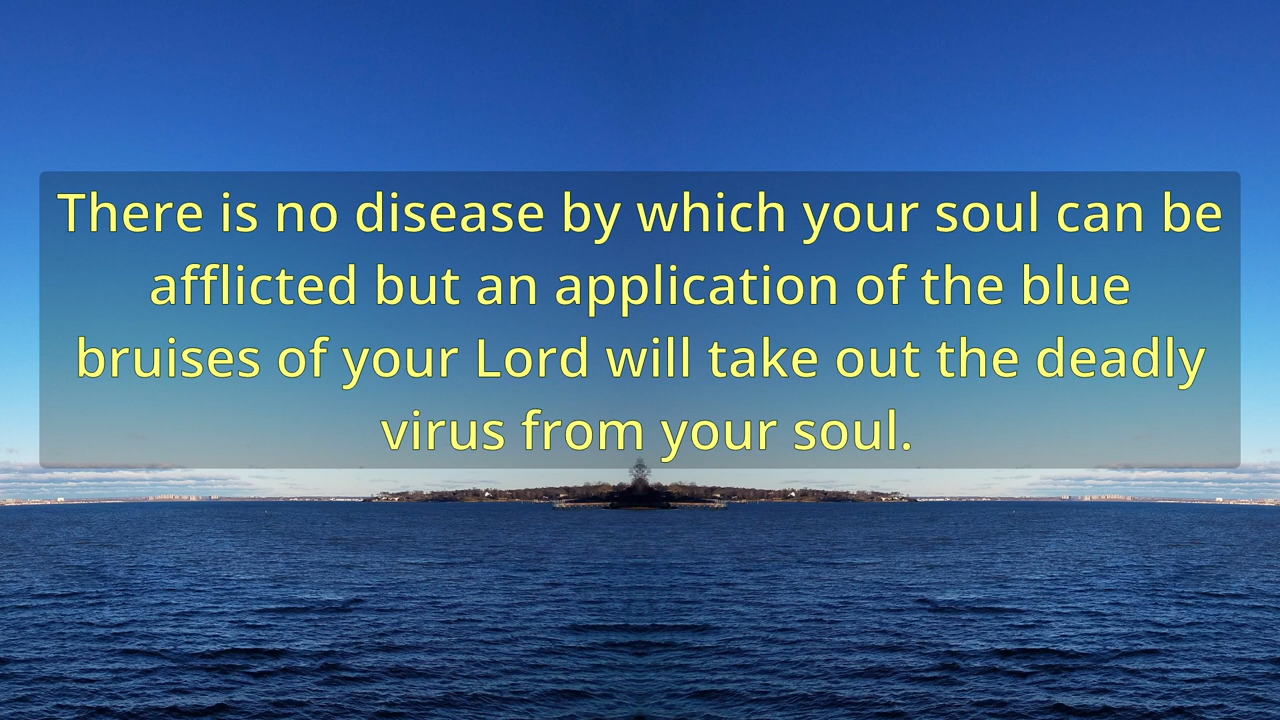 There is no disease by which your soul can be
afflicted but an application of the blue
bruises of your Lord will take out the deadly
virus from your soul.